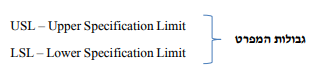 USL – Upper Specification Limit
LSL – Lower Specification Limit
גבולות המפרט